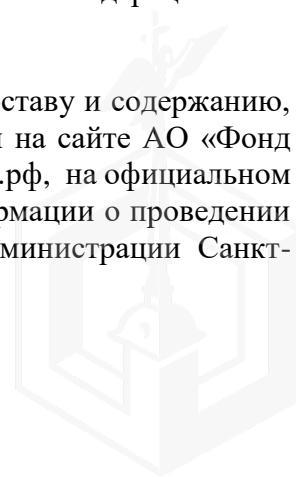 ставу и содержанию,
на сайте АО «Фонд
.рф, на официальном
рмации о проведении
министрации Санкт-